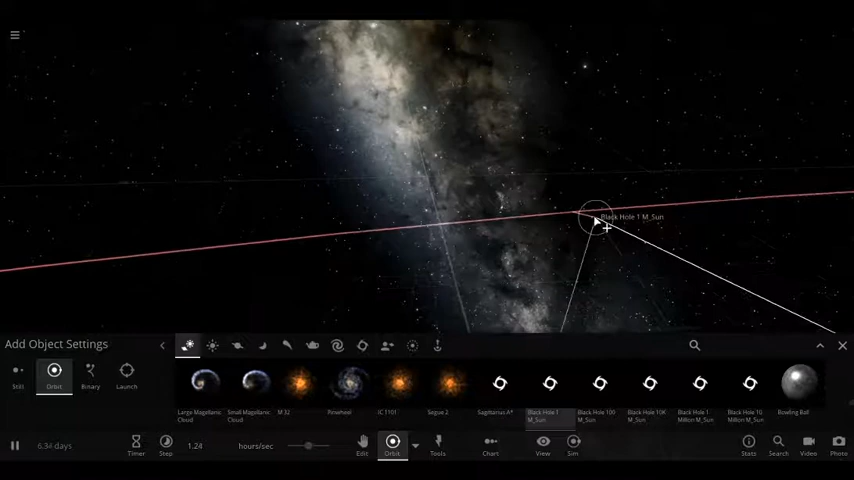 Black Hole 1 M_Sun
Add Object Settings
Still
Orbit
Binary
Launch
Large Magellanic Cloud
Small Magellanic Cloud
M 32
Pinwheel
IC 1101
Segue 2
Sagittarius A*
Black Hole 1 M_Sun
Black Hole 100 M_Sun
Black Hole 10K M_Sun
Black Hole 1 Million M_Sun
Black Hole 10 Million M_Sun
Bowling Ball
6.34 days
Timer
Step
1.24
hours/sec
Edit
Orbit
Tools
Chart
View
Sim
Stats
Search
Video
Photo